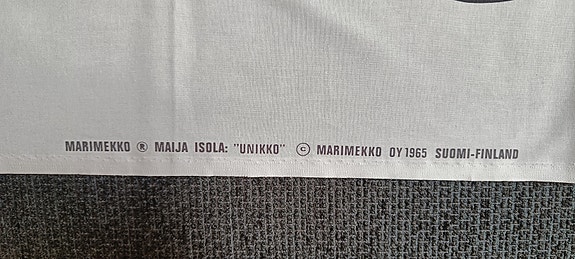 MARIMEKKO ® MAIJA ISOLA: "UNIKKO" © MARIMEKKO OY 1965 SUOMI-FINLAND